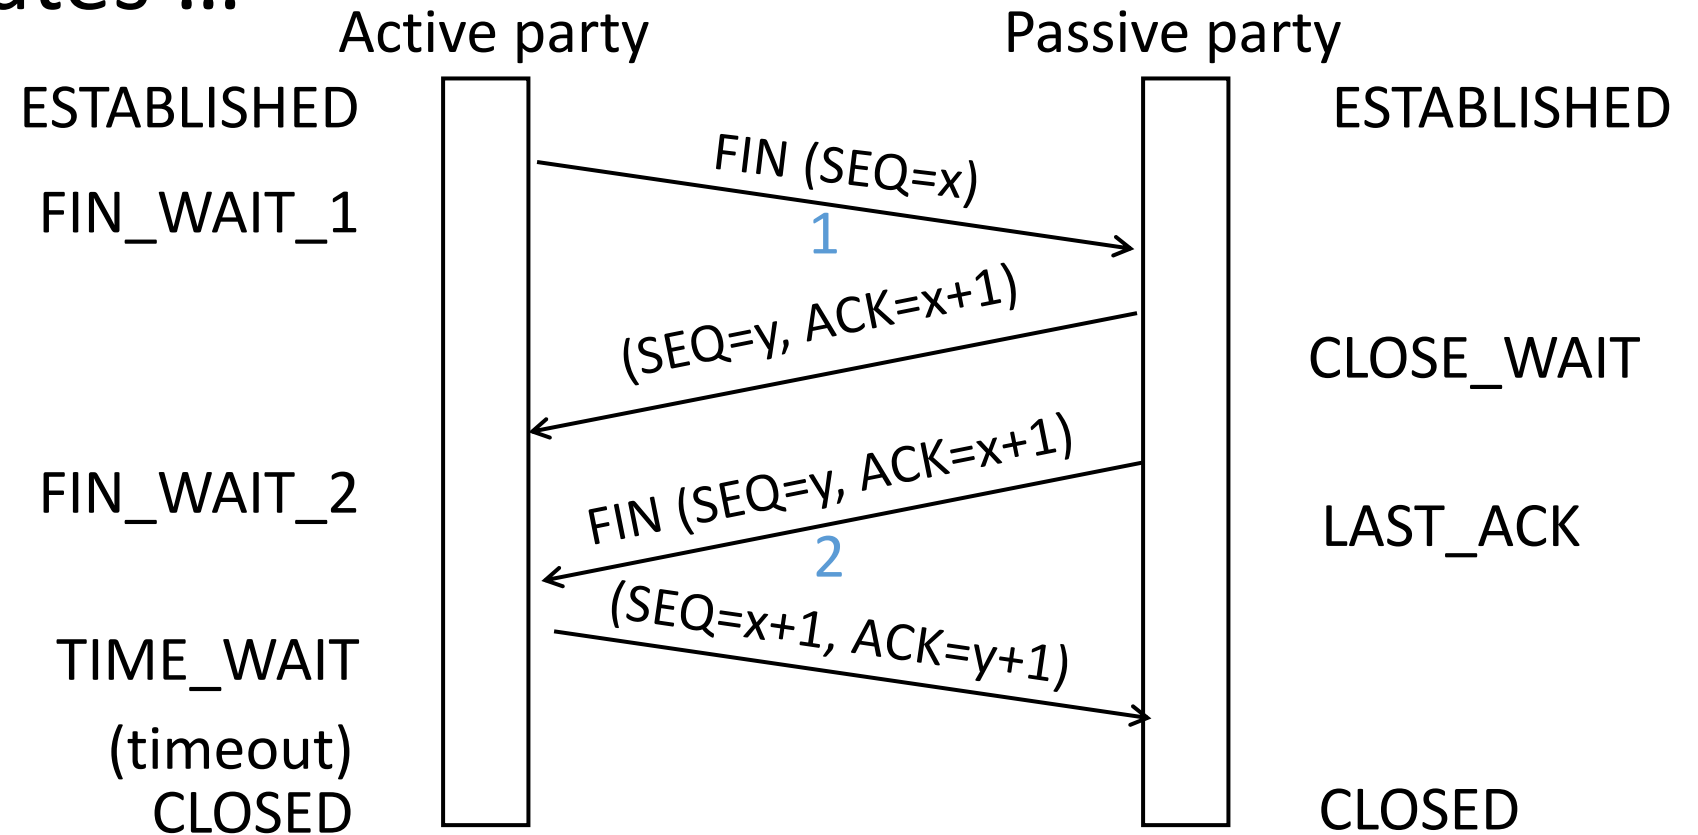 Active party Passive party
ESTABLISHED ESTABLISHED
FIN (SEQ=x)
FIN_WAIT_1
1
(SEQ=y, ACK=x+1)
CLOSE_WAIT
FIN (SEQ=y, ACK=x+1)
FIN_WAIT_2
LAST_ACK
2
(SEQ=x+1, ACK=y+1)
TIME_WAIT
(timeout)
CLOSED CLOSED